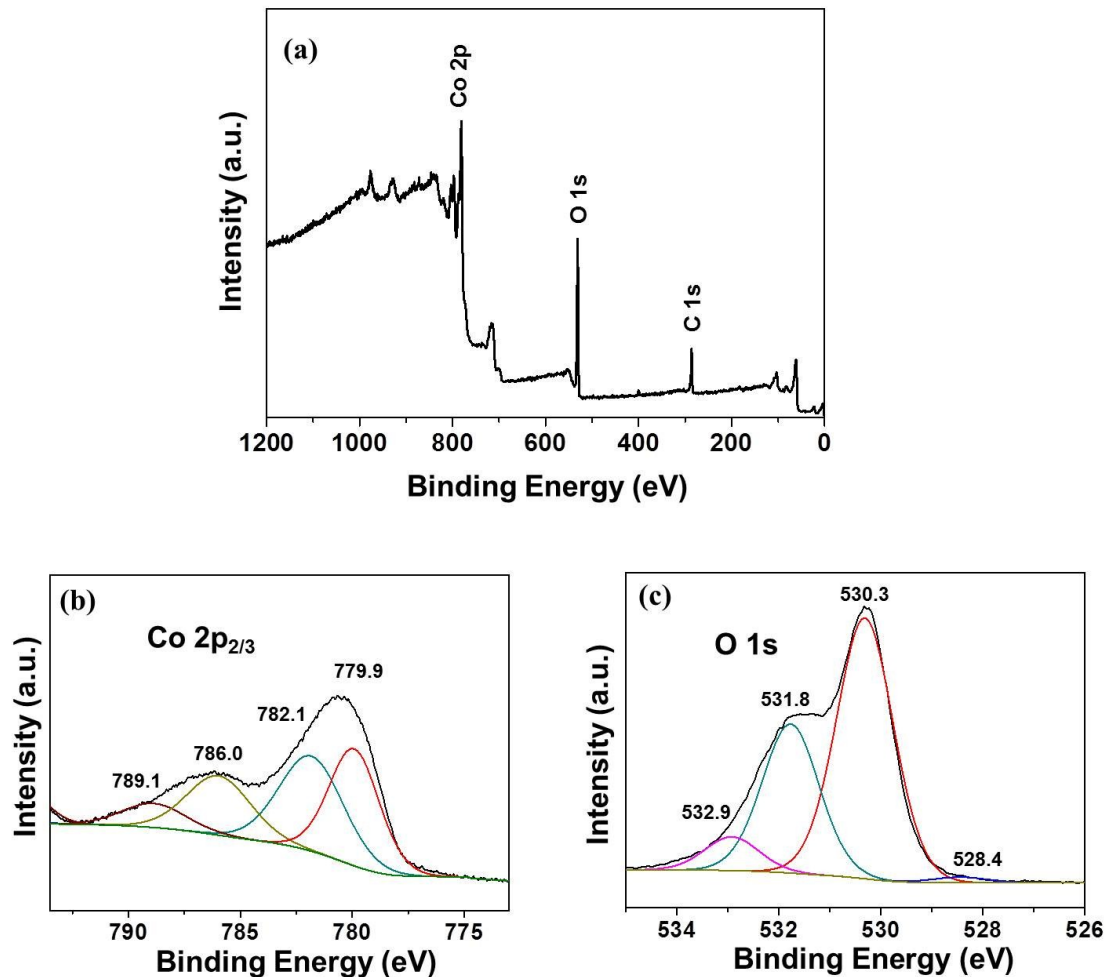 (a)
Co 2p
O 1s
C 1s
Intensity (a.u.)
1200 1000 800 600 400 200 0
Binding Energy (eV)
(b)
Co 2p2/3
779.9
782.1
786.0
789.1
Intensity (a.u.)
790 785 780 775
Binding Energy (eV)
(c)
O 1s
530.3
531.8
532.9
528.4
Intensity (a.u.)
534 532 530 528 526
Binding Energy (eV)